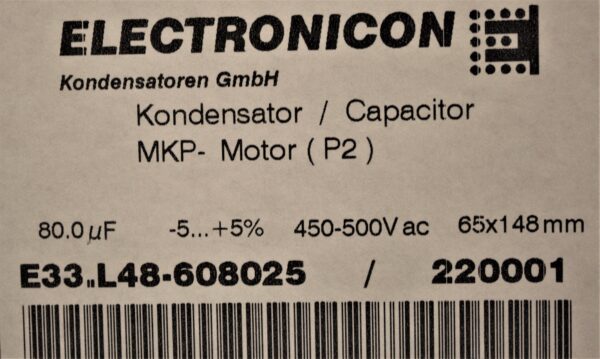 ELECTRONICON
Kondensatoren GmbH
Kondensator / Capacitor
MKP- Motor ( P2 )
80.0 µF -5...+5% 450-500V ac 65x148 mm
E33..L48-608025 / 220001